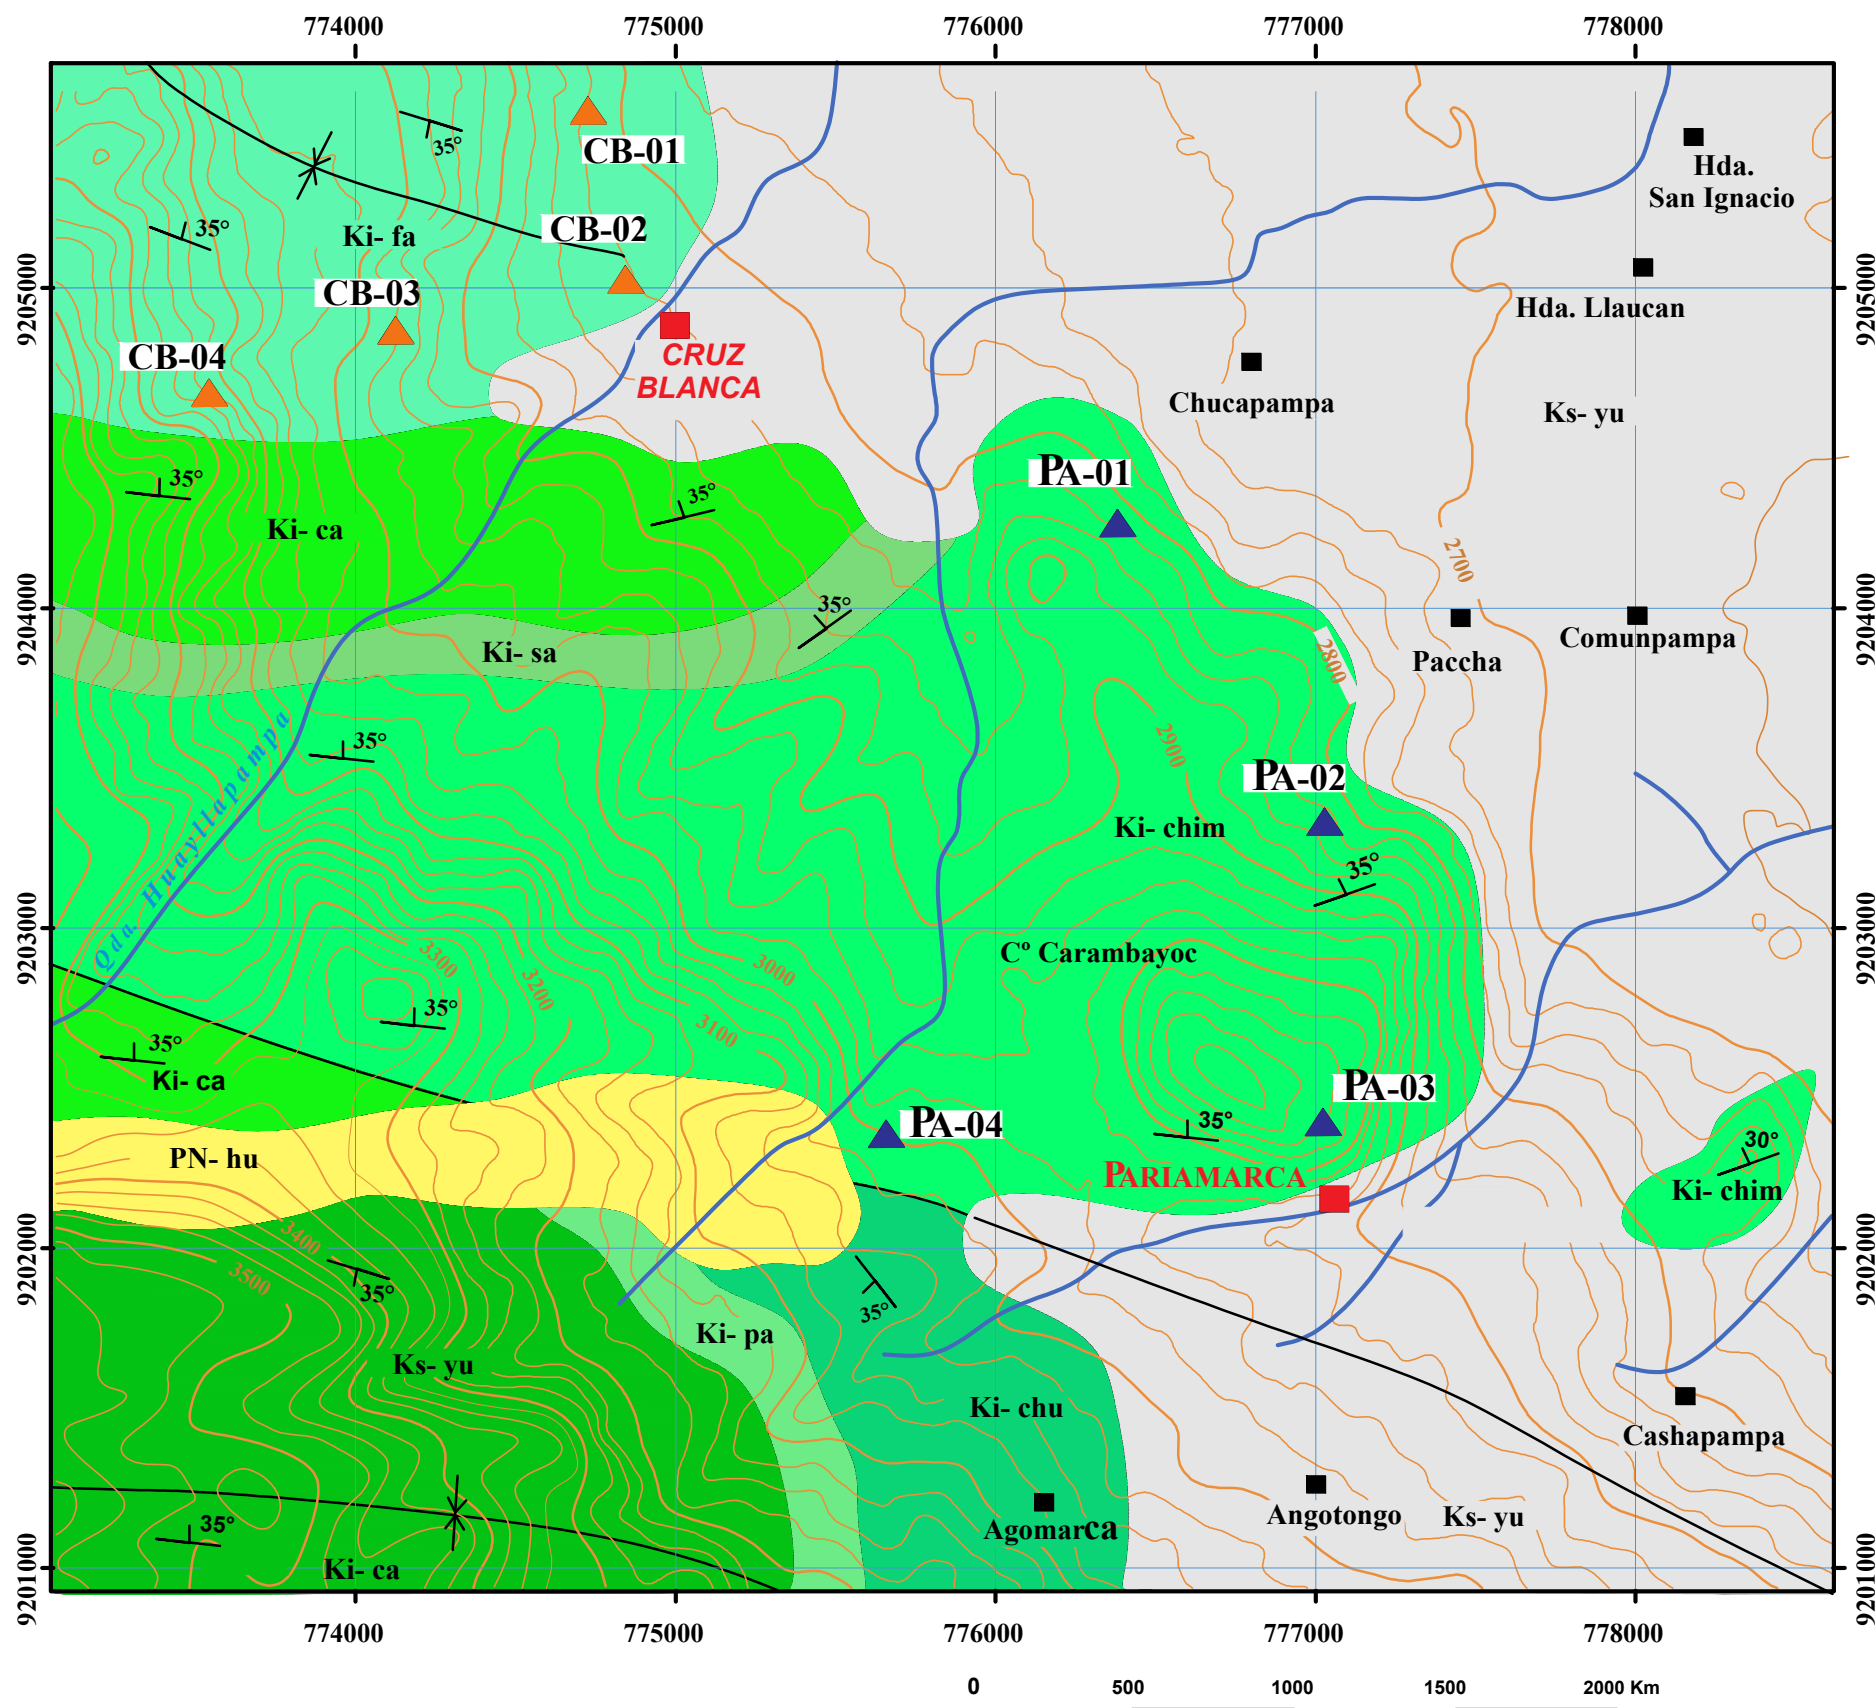 774000 775000 776000 777000 778000
CB-01
35°
Hda.
San Ignacio
35°
Ki- fa
CB-02
9205000
CB-03
Hda. Llaucan
9205000
CB-04
CRUZ
BLANCA
Chucapampa
Ks- yu
PA-01
35°
35°
Ki- ca
2700
9204000
35°
Comunpampa
9204000
Ki- sa
2800
Paccha
Qda. Huayllapampa
35°
2900
PA-02
Ki- chim
35°
9203000
3300
3200
3000
Cº Carambayoc
9203000
35°
3100
35°
Ki- ca
PA-03
PA-04
35°
30°
PN- hu
PARIAMARCA
Ki- chim
9202000
3400
3500
35°
35°
9202000
Ki- pa
Ks- yu
Ki- chu
Cashapampa
35°
Agomarca
Angotongo
Ks- yu
9201000
Ki- ca
9201000
774000 775000 776000 777000 778000
0 500 1000 1500 2000 Km